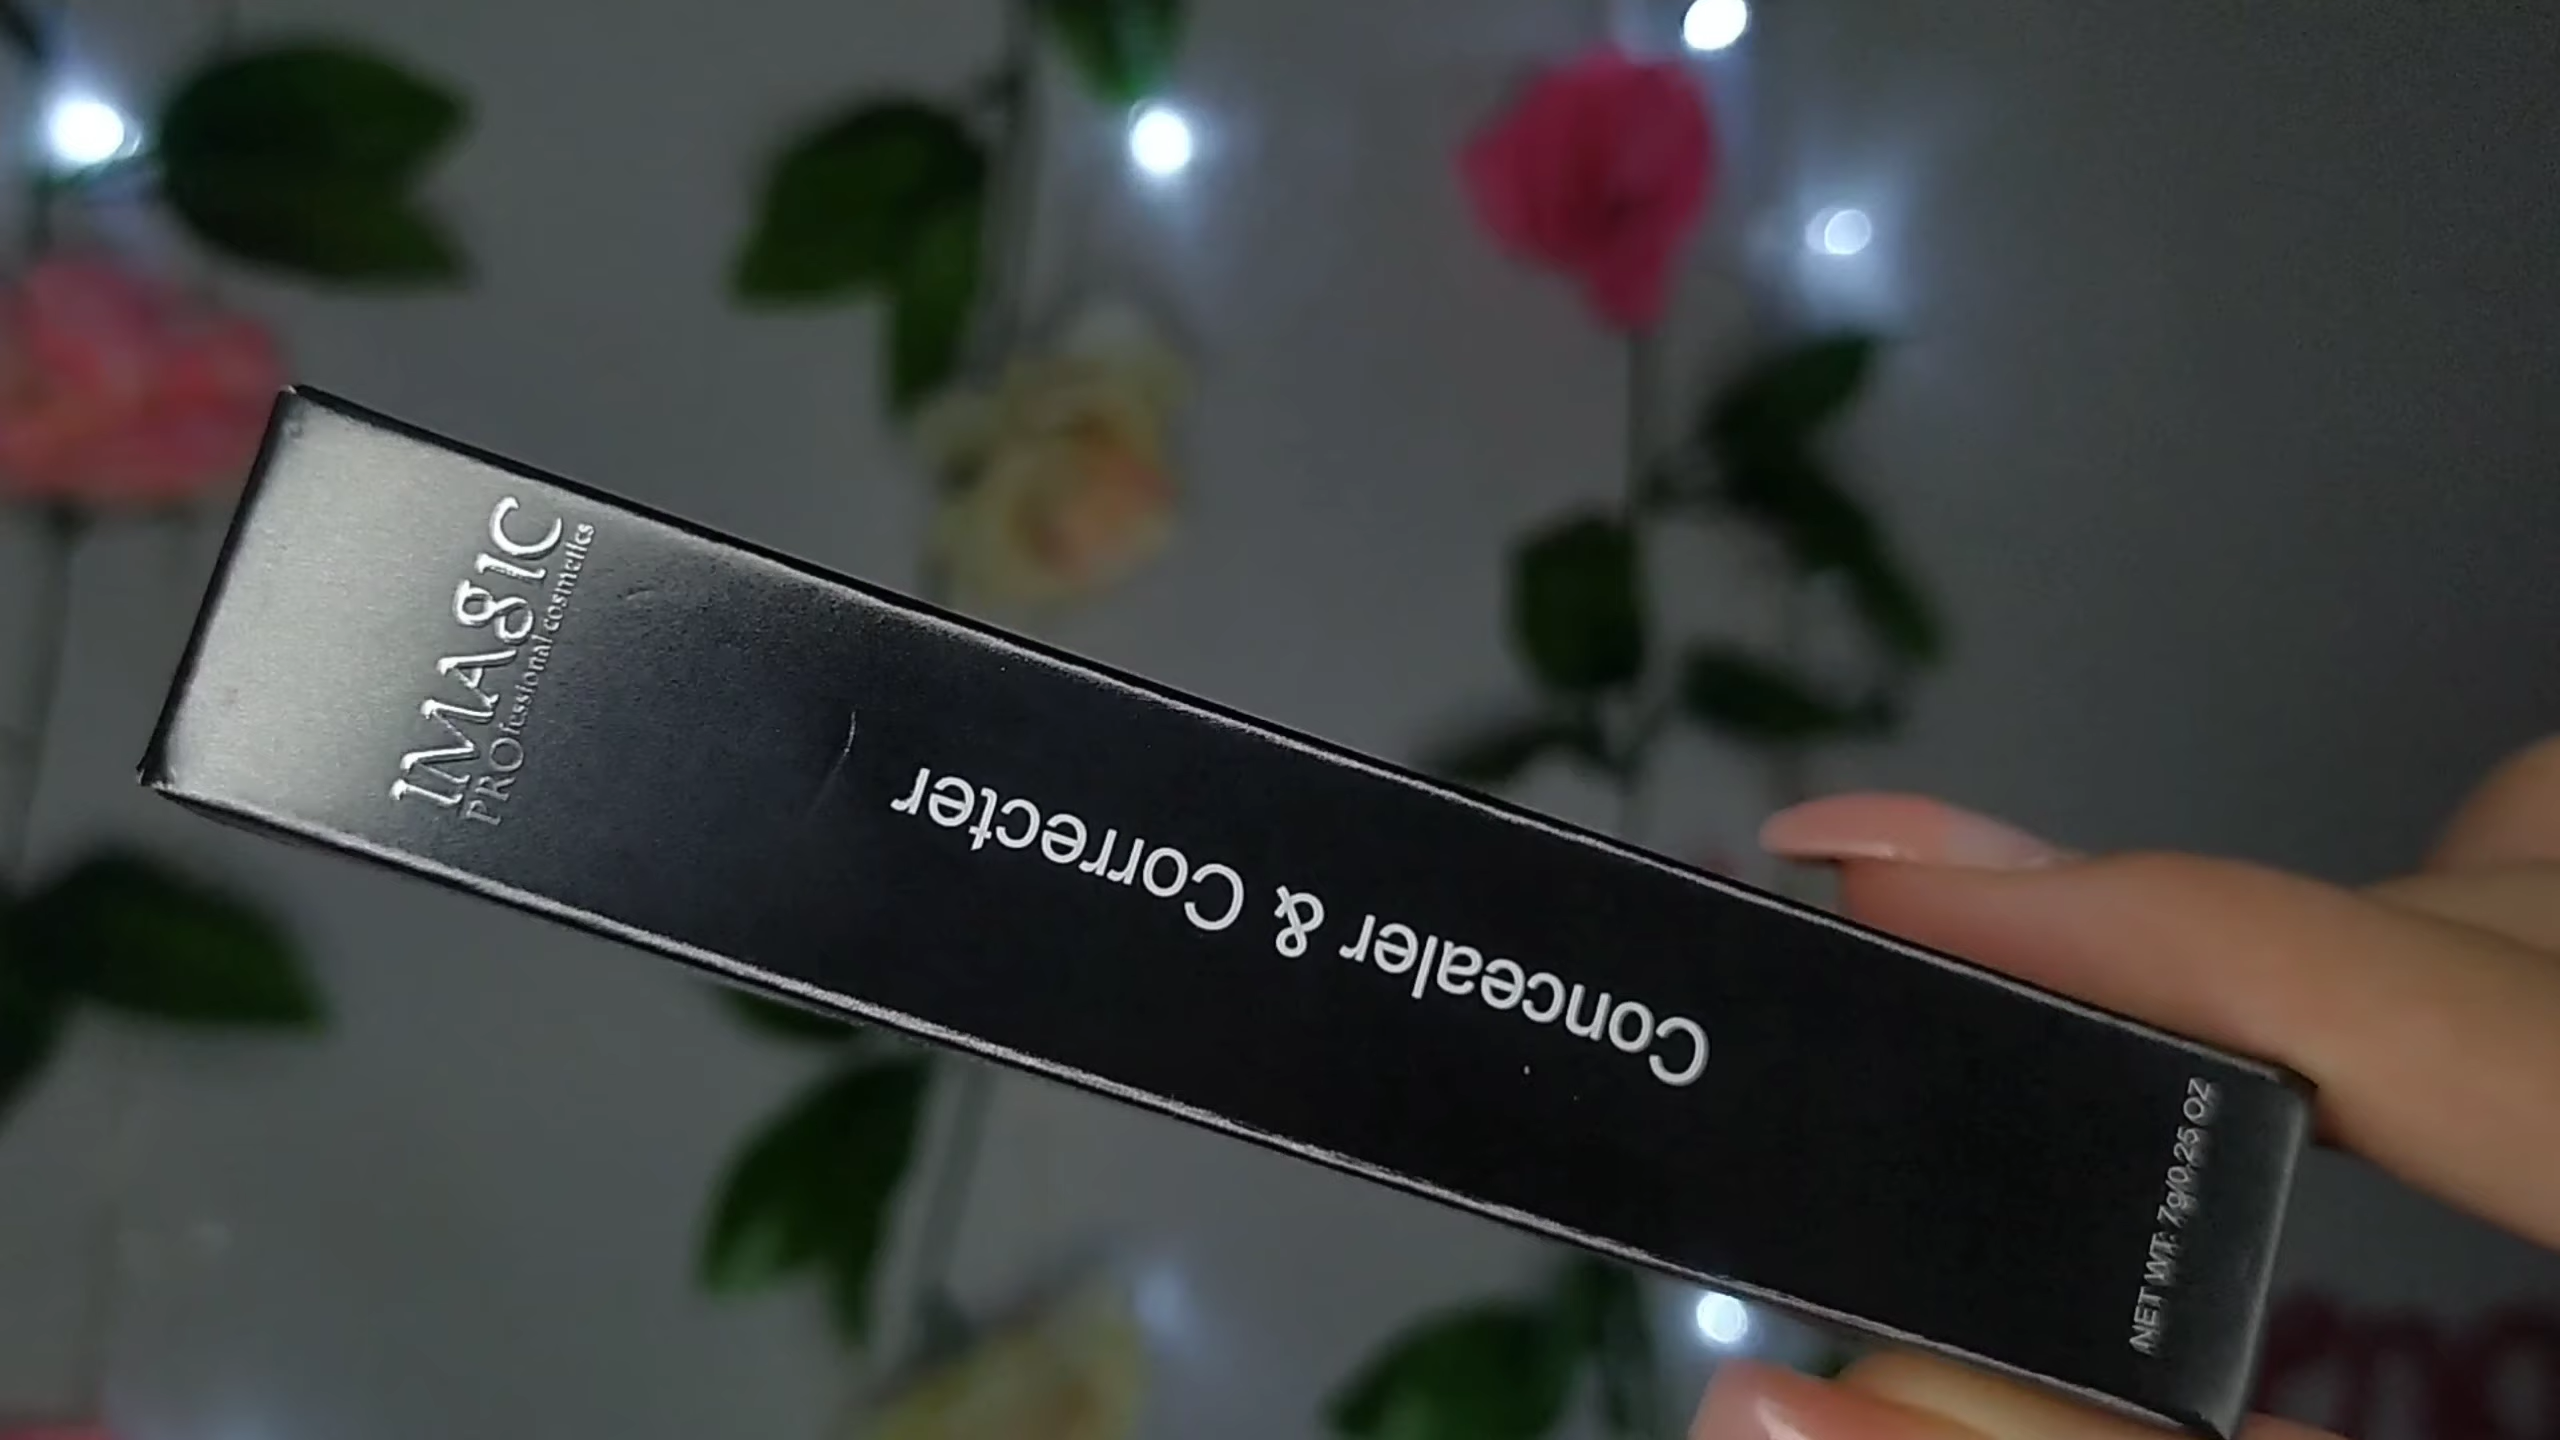 IMAgIC
PROfessional cosmetics
Concealer & Correcter
NET WT: 7g/0.25 OZ